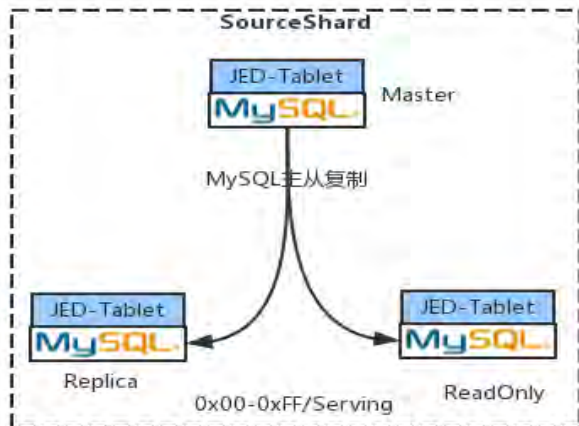 SourceShard
JED-Tablet
MySQL
Master
MySQL主从复制
JED-Tablet
MySQL
Replica
JED-Tablet
MySQL
ReadOnly
0x00-0xFF/Serving